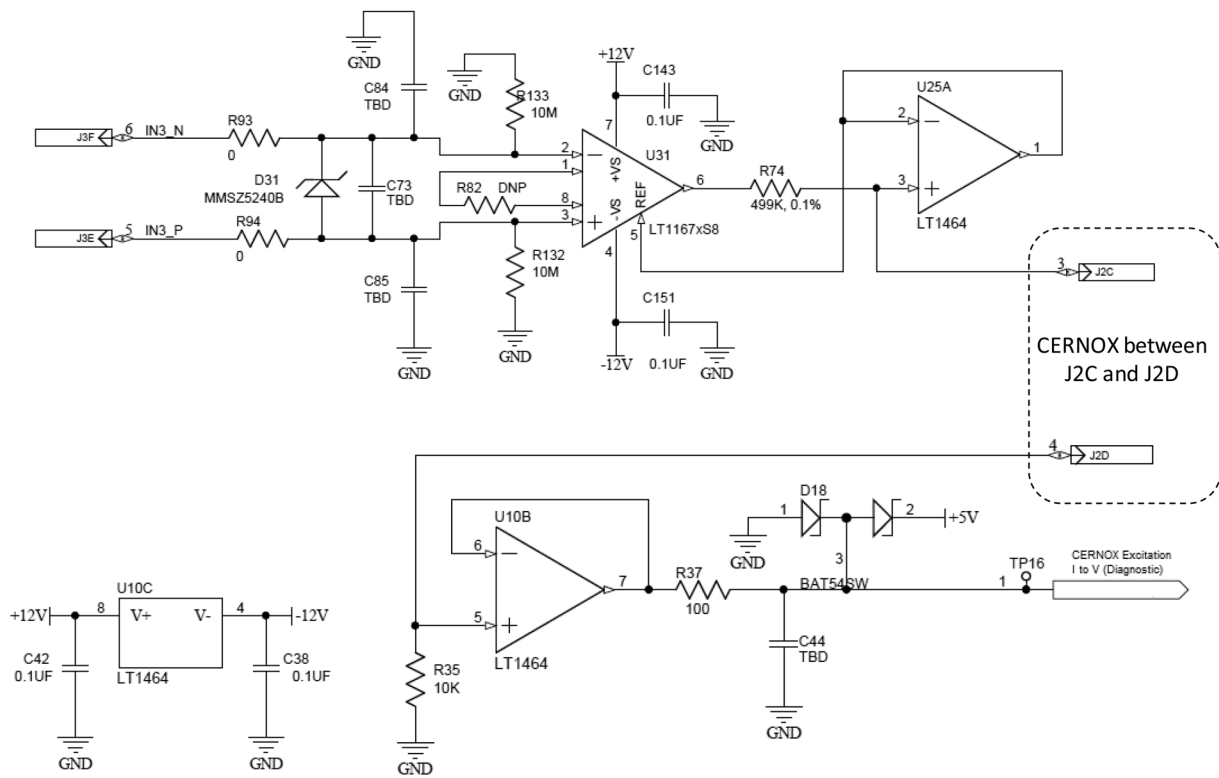 GND
C84
TBD
GND
R133
10M
+12V
C143
0.1UF
GND
7
U25A
2
1
3
LT1464
J3F
6
IN3_N
R93
0
D31
MMSZ5240B
C73
TBD
2
1
R82
DNP
8
3
U31
+VS
-VS
REF
6
5
4
LT1167xS8
R74
499K, 0.1%
J3E
5
IN3_P
R94
0
C85
TBD
GND
R132
10M
GND
C151
0.1UF
GND
-12V
3
J2C
CERNOX between
J2C and J2D
4
J2D
U10B
6
7
5
LT1464
R35
10K
GND
R37
100
D18
1
2
+5V
GND
3
BAT54SW
C44
TBD
GND
1
TP16
CERNOX Excitation
I to V (Diagnostic)
U10C
+12V
8
V+
V-
4
-12V
C42
0.1UF
LT1464
C38
0.1UF
GND
GND